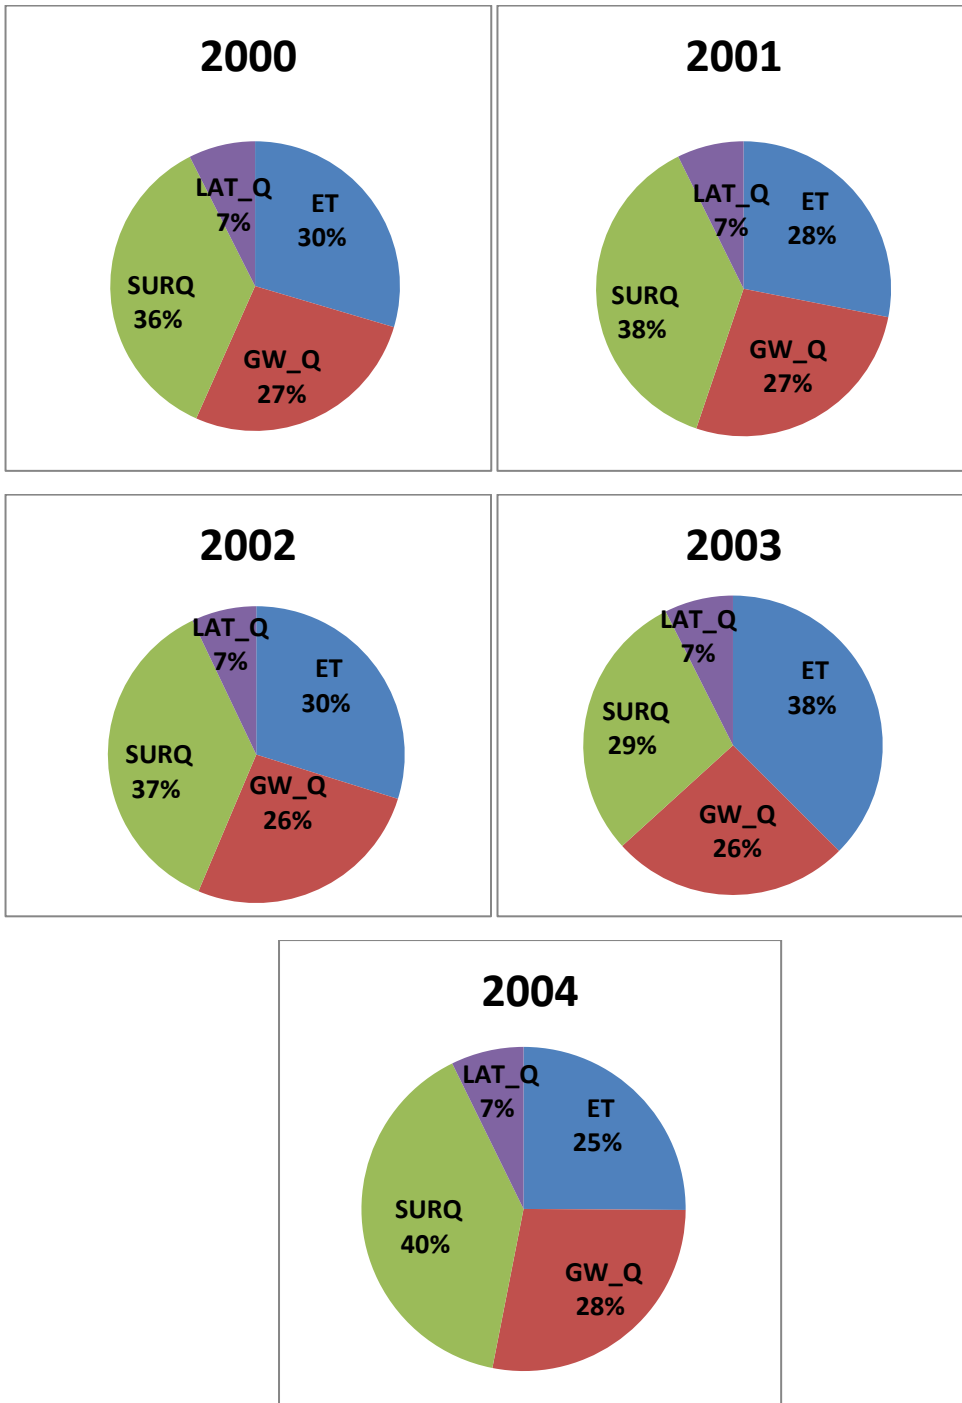 2000
LAT_Q
7%
ET
30%
SURQ
36%
GW_Q
27%
2001
LAT_Q
7%
ET
28%
SURQ
38%
GW_Q
27%
2002
LAT_Q
7%
ET
30%
SURQ
37%
GW_Q
26%
2003
LAT_Q
7%
ET
38%
SURQ
29%
GW_Q
26%
2004
LAT_Q
7%
ET
25%
SURQ
40%
GW_Q
28%